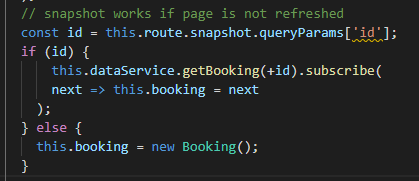 // snapshot works if page is not refreshed
const id = this.route.snapshot.queryParams['id'];
if (id) {
this.dataService.getBooking(+id).subscribe(
next => this.booking = next
);
} else {
this.booking = new Booking();
}